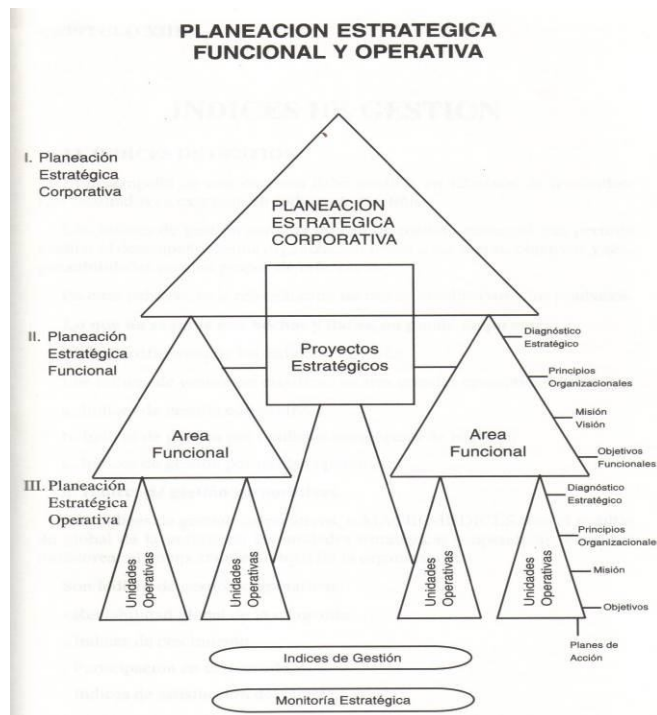 PLANEACION ESTRATEGICA
FUNCIONAL Y OPERATIVA
I. Planeación
Estratégica
Corporativa
PLANEACION
ESTRATEGICA
CORPORATIVA
II. Planeación
Estratégica
Funcional
Proyectos
Estratégicos
Diagnóstico
Estratégico
Principios
Organizacionales
Misión
Visión
Objetivos
Funcionales
Area
Funcional
Area
Funcional
III. Planeación
Estratégica
Operativa
Unidades
Operativas
Unidades
Operativas
Unidades
Operativas
Unidades
Operativas
Diagnóstico
Estratégico
Principios
Organizacionale
Misión
Objetivos
Planes de
Acción
Indices de Gestión
Monitoría Estratégica